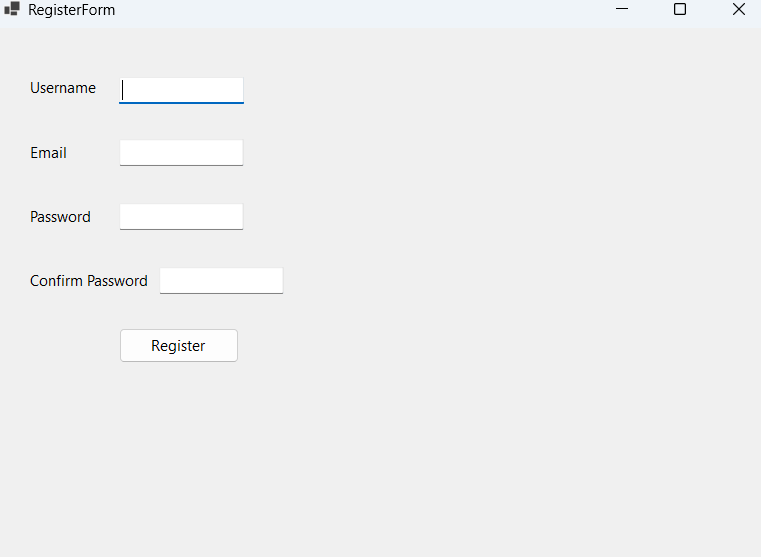 RegisterForm
Username
Email
Password
Confirm Password
Register